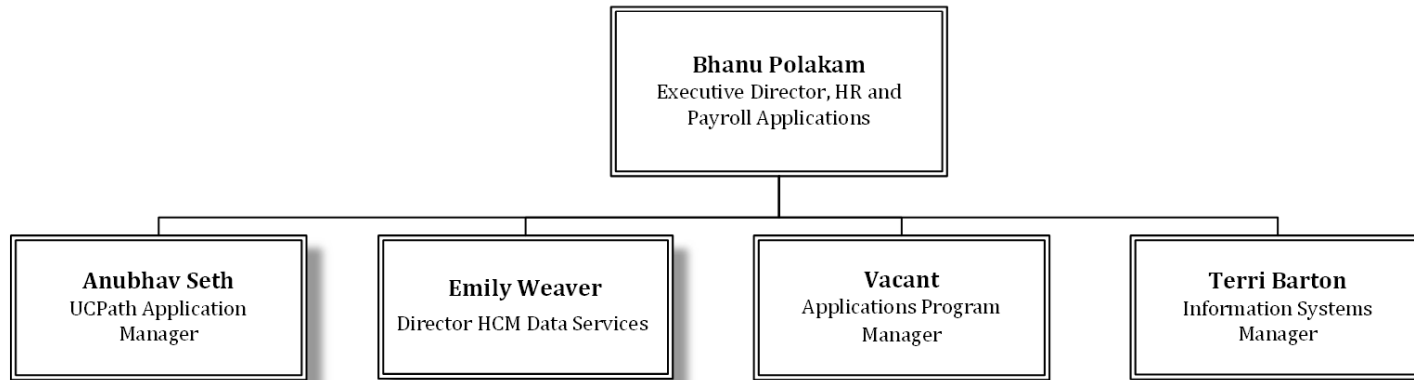 Bhanu Polakam
Executive Director, HR and
Payroll Applications
Anubhav Seth
UCPath Application
Manager
Emily Weaver
Director HCM Data Services
Vacant
Applications Program
Manager
Terri Barton
Information Systems
Manager